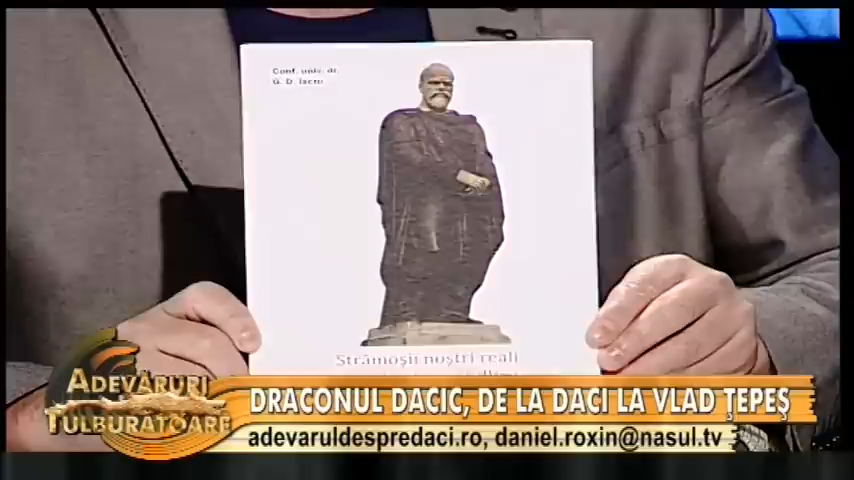 Conf. univ. dr.
G. D. Iscru
Strămoșii noștri reali
ADEVĂRURI
TULBURĂTOARE
DRACONUL DACIC, DE LA DACI LA VLAD ȚEPEȘ
adevaruldespredaci.ro, daniel.roxin@nasul.tv